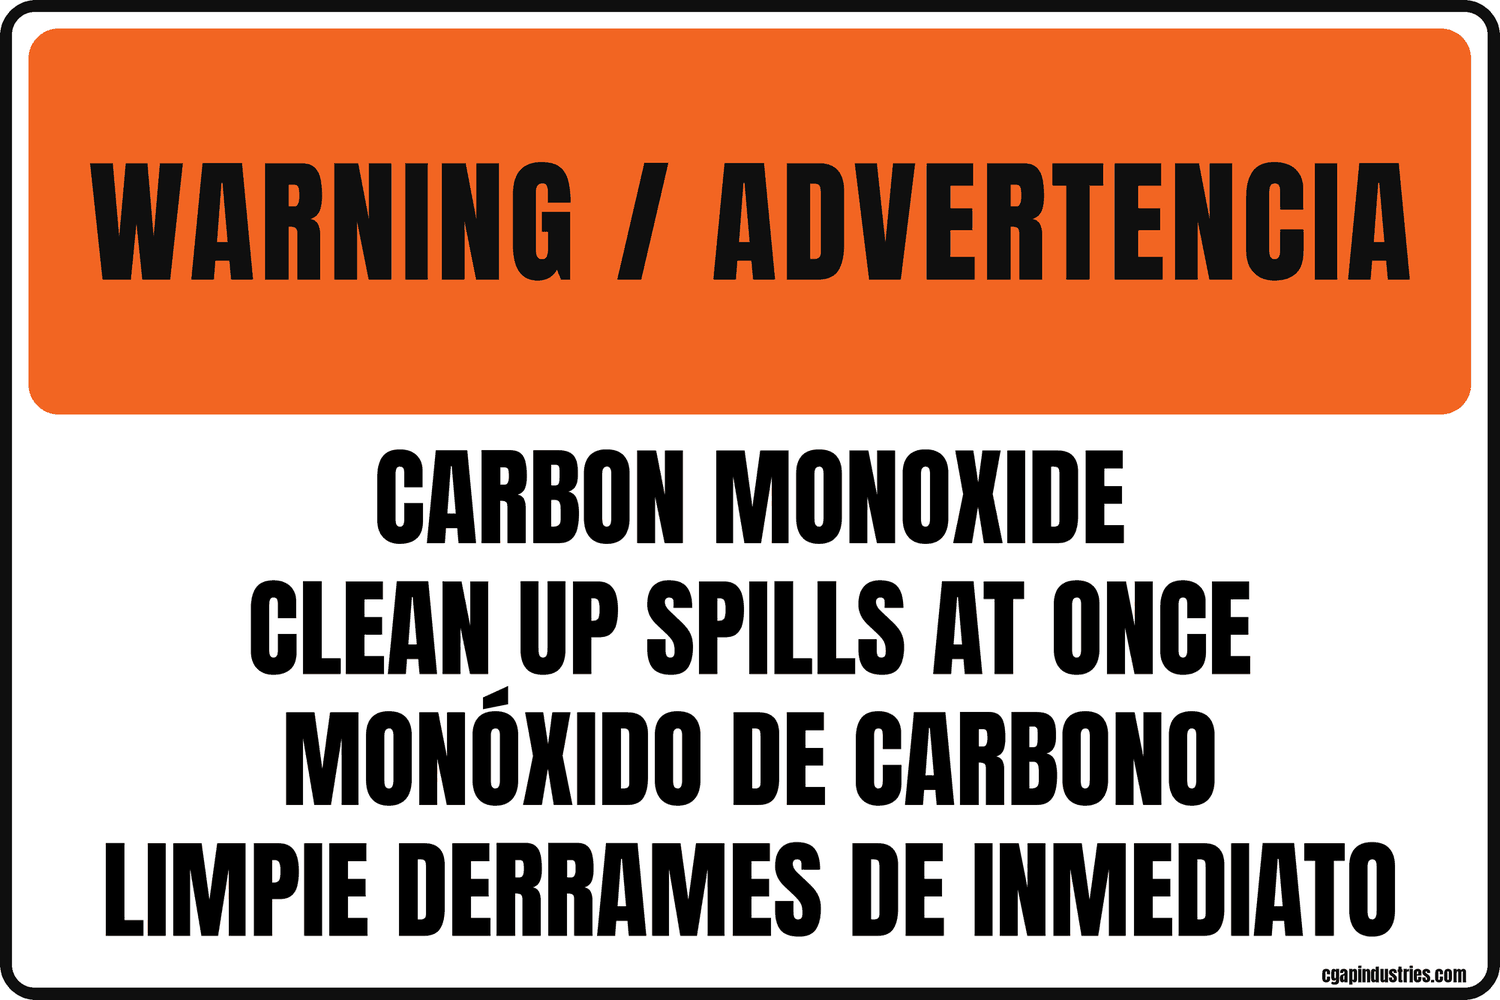 WARNING / ADVERTENCIA
CARBON MONOXIDE
CLEAN UP SPILLS AT ONCE
MONÓXIDO DE CARBONO
LIMPIE DERRAMES DE INMEDIATO
cgapindustries.com